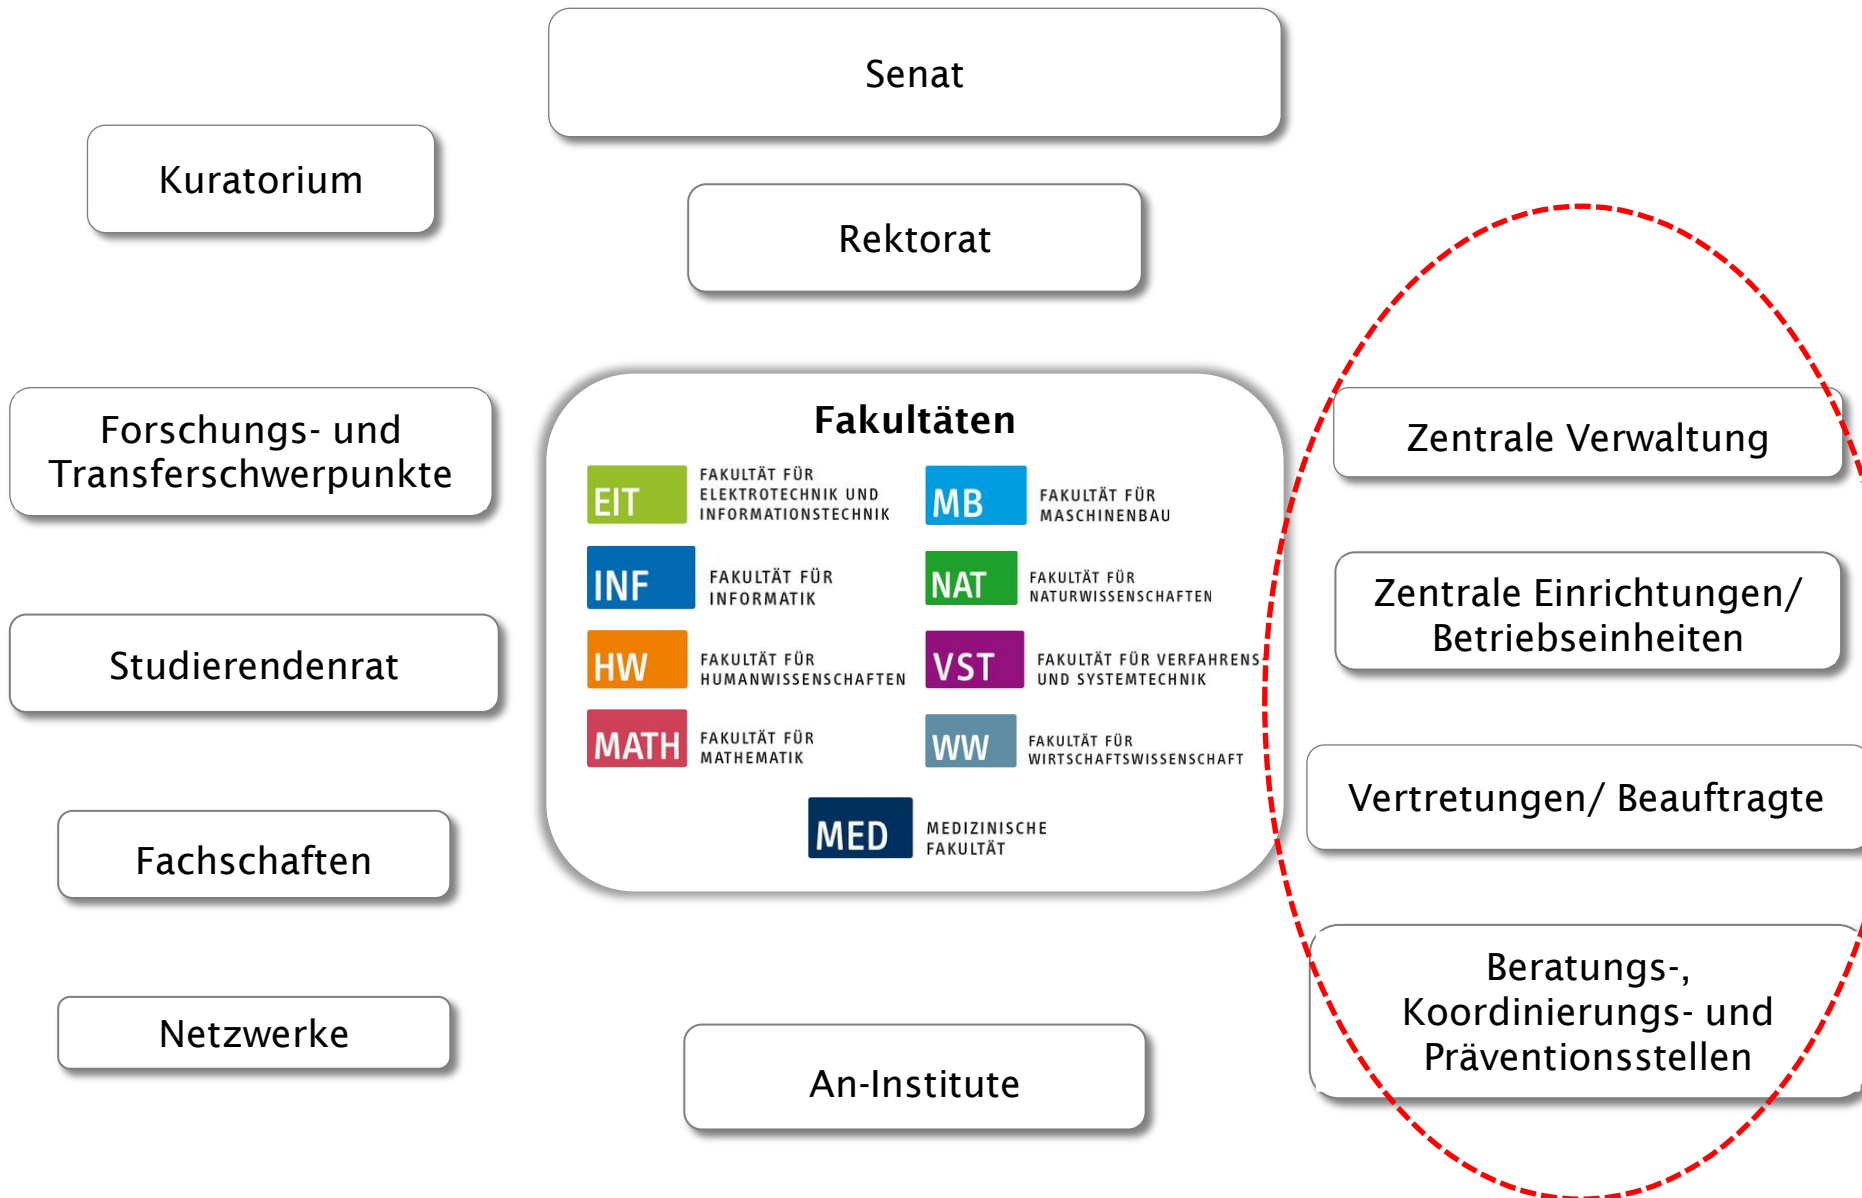 Senat
Kuratorium
Rektorat
Forschungs- und
Transferschwerpunkte
Studierendenrat
Fachschaften
Netzwerke
Fakultäten
EIT
FAKULTÄT FÜR
ELEKTROTECHNIK UND
INFORMATIONSTECHNIK
MB
FAKULTÄT FÜR
MASCHINENBAU
INF
FAKULTÄT FÜR
INFORMATIK
NAT
FAKULTÄT FÜR
NATURWISSENSCHAFTEN
HW
FAKULTÄT FÜR
HUMANWISSENSCHAFTEN
VST
FAKULTÄT FÜR VERFAHRENS-
UND SYSTEMTECHNIK
MATH
FAKULTÄT FÜR
MATHEMATIK
WW
FAKULTÄT FÜR
WIRTSCHAFTSWISSENSCHAFT
MED
MEDIZINISCHE
FAKULTÄT
An-Institute
Zentrale Verwaltung
Zentrale Einrichtungen/
Betriebseinheiten
Vertretungen/ Beauftragte
Beratungs-,
Koordinierungs- und
Präventionsstellen